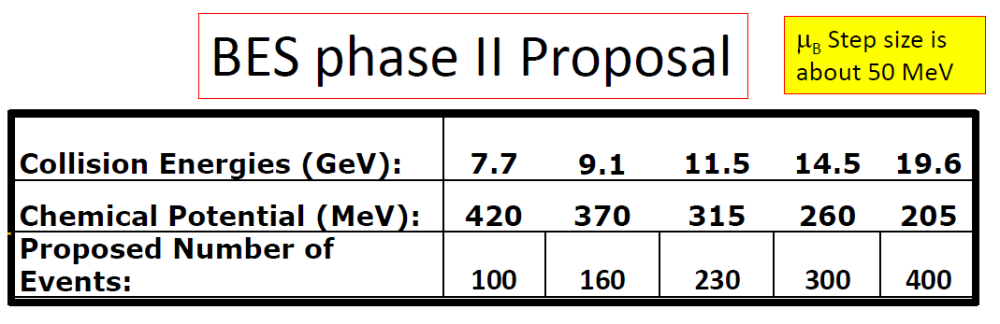 BES phase II Proposal
μB Step size is
about 50 MeV
Collision Energies (GeV): 7.7 9.1 11.5 14.5 19.6
Chemical Potential (MeV): 420 370 315 260 205
Proposed Number of
Events: 100 160 230 300 400